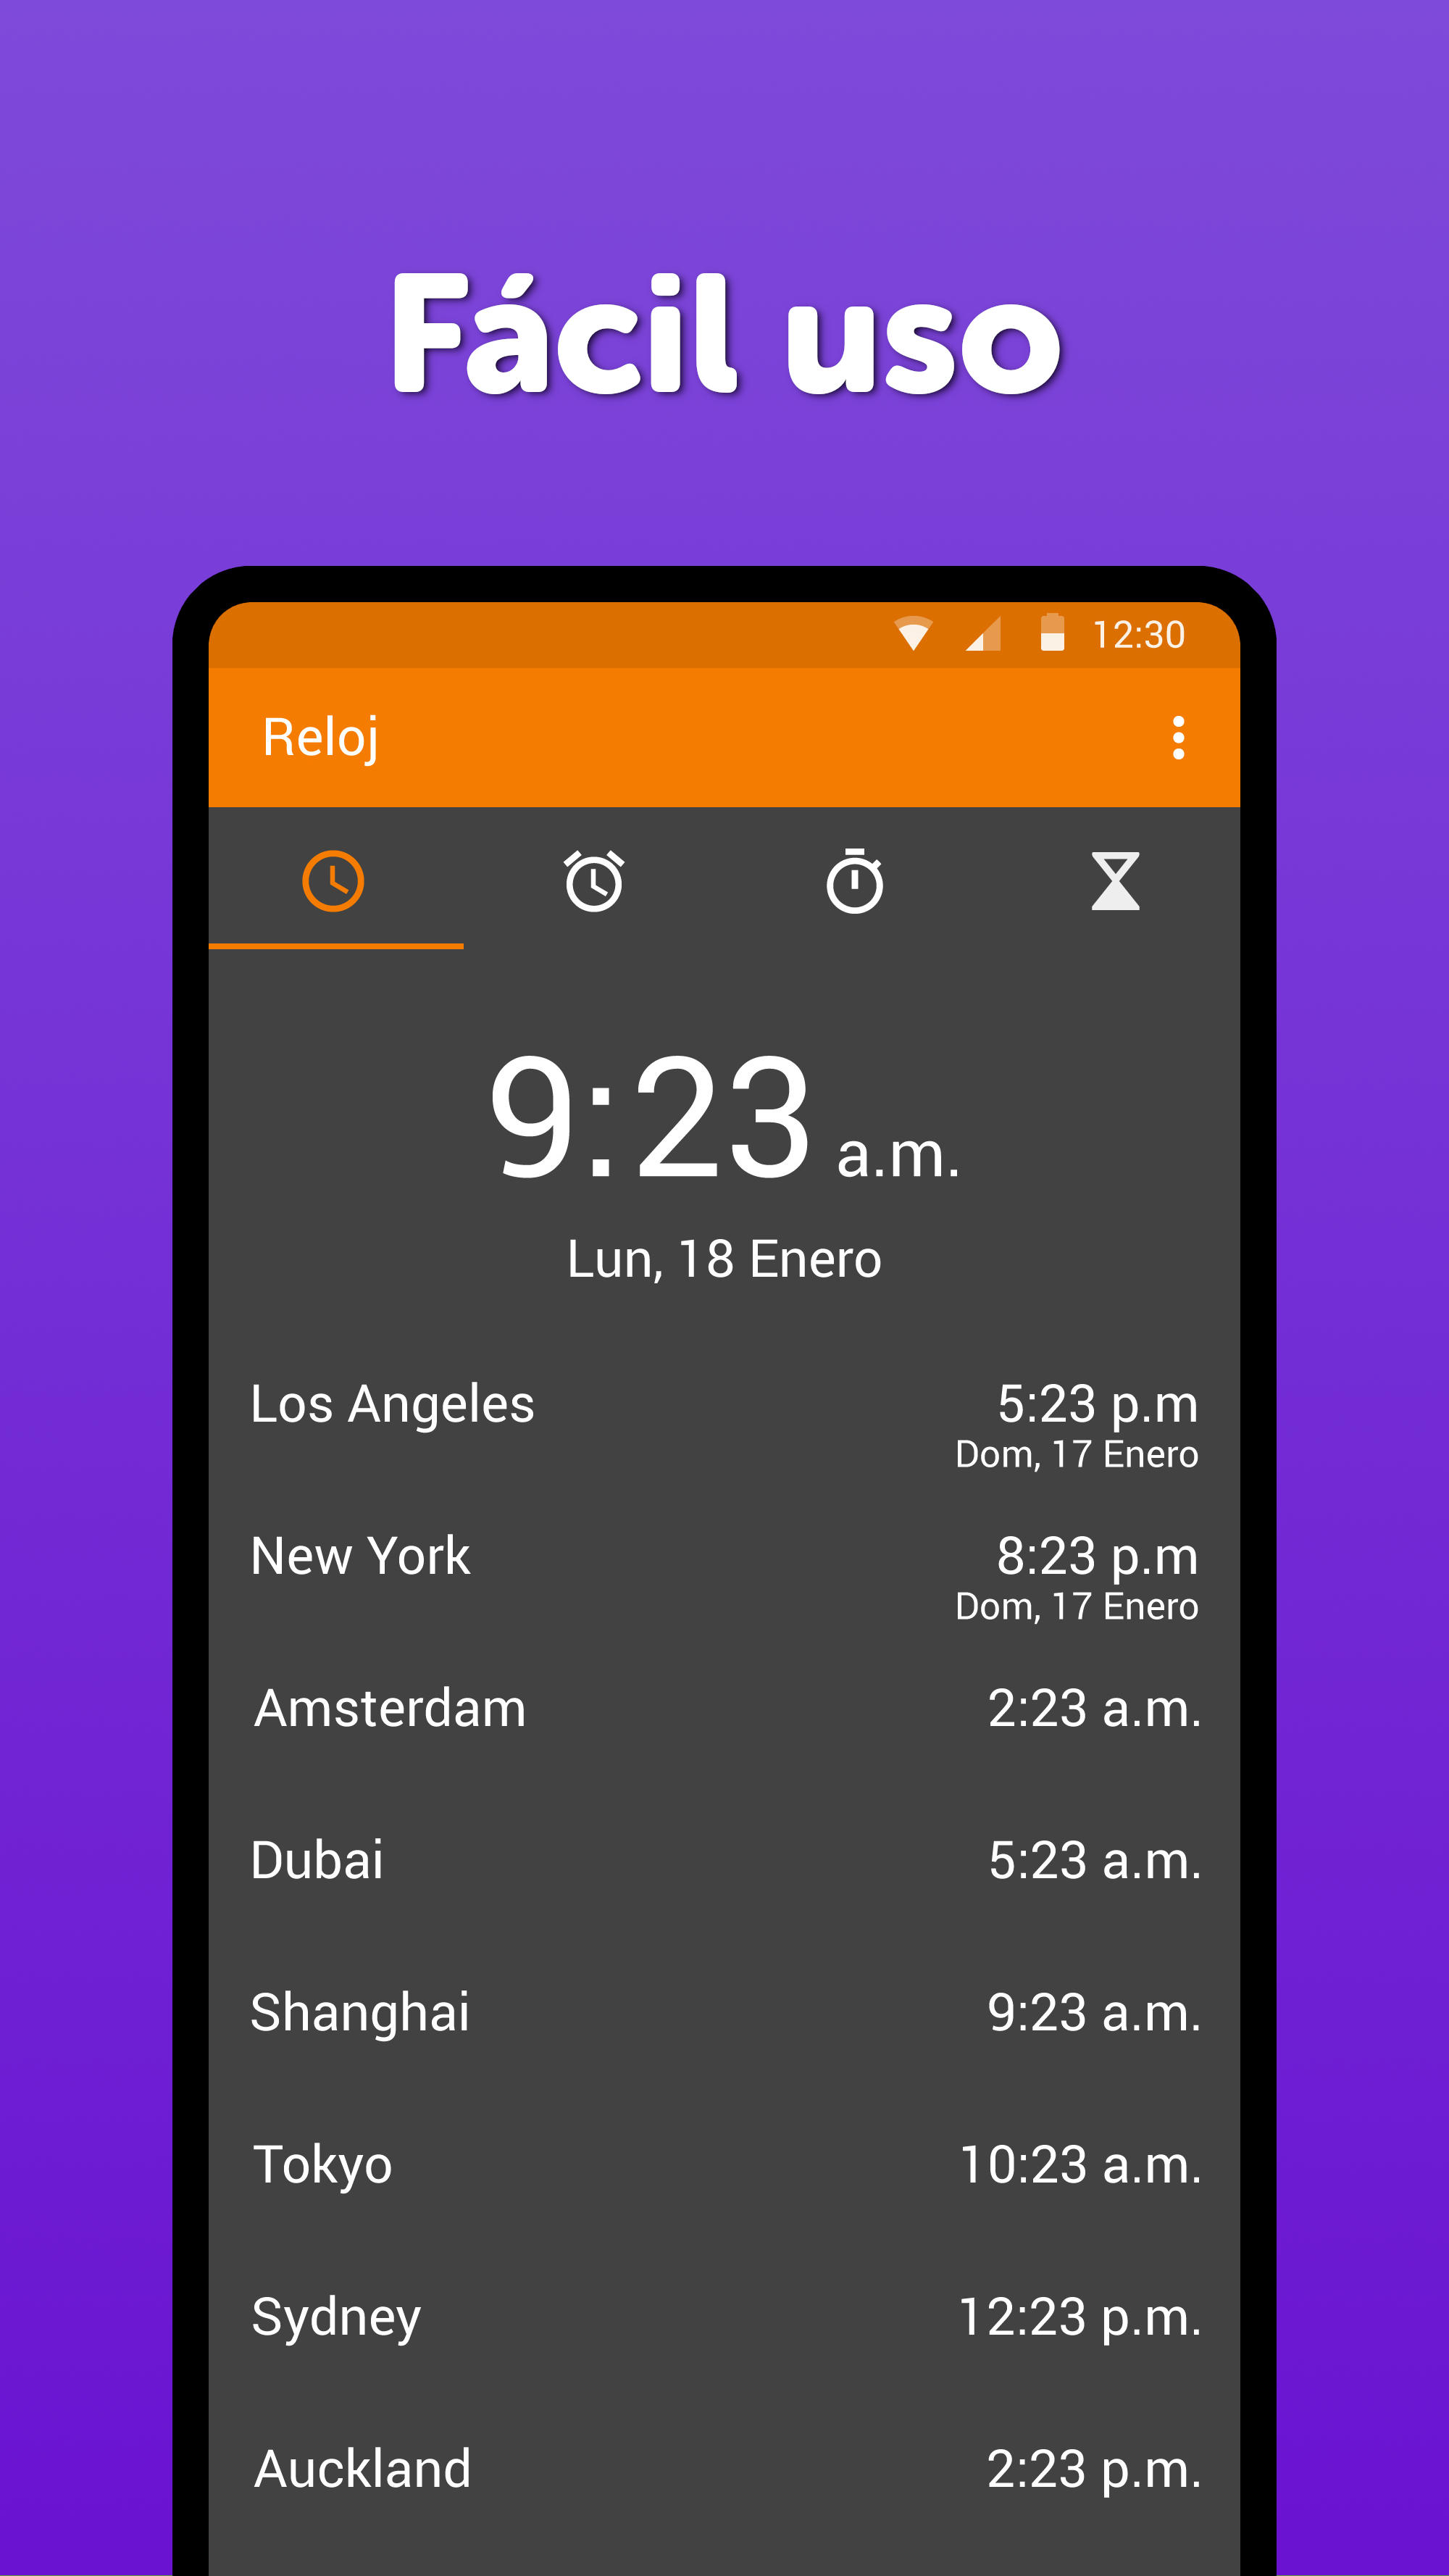 Fácil uso
12:30
Reloj
9:23 a.m.
Lun, 18 Enero
Los Angeles 5:23 p.m
Dom, 17 Enero
New York 8:23 p.m
Dom, 17 Enero
Amsterdam 2:23 a.m.
Dubai 5:23 a.m.
Shanghai 9:23 a.m.
Tokyo 10:23 a.m.
Sydney 12:23 p.m.
Auckland 2:23 p.m.